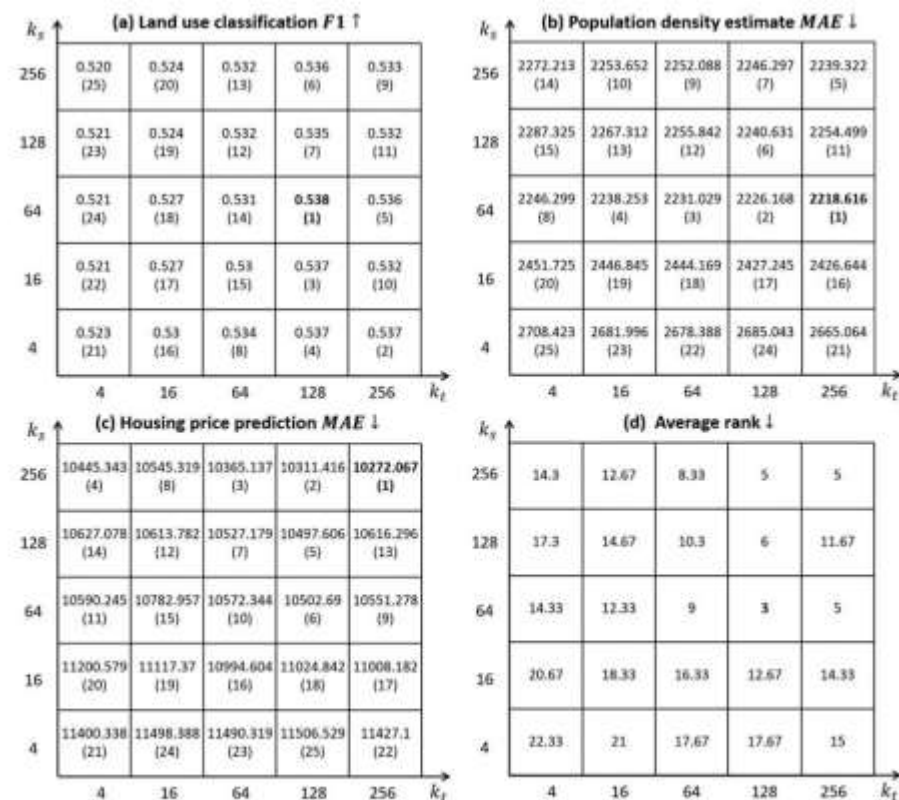 (a) Land use classification F1 ↑
k_s
256
0.520 0.524 0.532 0.536 0.533
(25) (20) (13) (6) (9)
128
0.521 0.524 0.532 0.535 0.532
(23) (19) (12) (7) (11)
64
0.521 0.527 0.531 0.538 0.536
(24) (18) (14) (1) (5)
16
0.521 0.527 0.53 0.537 0.532
(22) (17) (15) (3) (10)
4
0.523 0.53 0.534 0.537 0.537
(21) (16) (8) (4) (2)
4 16 64 128 256 k_t
(b) Population density estimate MAE ↓
k_s
256
2272.213 2253.652 2252.088 2246.297 2239.322
(14) (10) (9) (7) (5)
128
2287.325 2267.312 2255.842 2240.631 2254.499
(15) (13) (12) (6) (11)
64
2246.299 2238.253 2231.029 2226.168 2218.616
(8) (4) (3) (2) (1)
16
2451.725 2446.845 2444.169 2427.245 2426.644
(20) (19) (18) (17) (16)
4
2708.423 2681.996 2678.388 2685.043 2665.064
(25) (23) (22) (24) (21)
4 16 64 128 256 k_t
(c) Housing price prediction MAE ↓
k_s
256
10445.343 10545.319 10365.137 10311.416 10272.067
(4) (8) (3) (2) (1)
128
10627.078 10613.782 10527.179 10497.606 10616.296
(14) (12) (7) (5) (13)
64
10590.245 10782.957 10572.344 10502.69 10551.278
(11) (15) (10) (6) (9)
16
11200.579 11117.37 10994.604 11024.842 11008.182
(20) (19) (16) (18) (17)
4
11400.338 11498.388 11490.319 11506.529 11427.1
(21) (24) (23) (25) (22)
4 16 64 128 256 k_t
(d) Average rank ↓
k_s
256 14.3 12.67 8.33 5 5
128 17.3 14.67 10.3 6 11.67
64 14.33 12.33 9 3 5
16 20.67 18.33 16.33 12.67 14.33
4 22.33 21 17.67 17.67 15
4 16 64 128 256 k_t